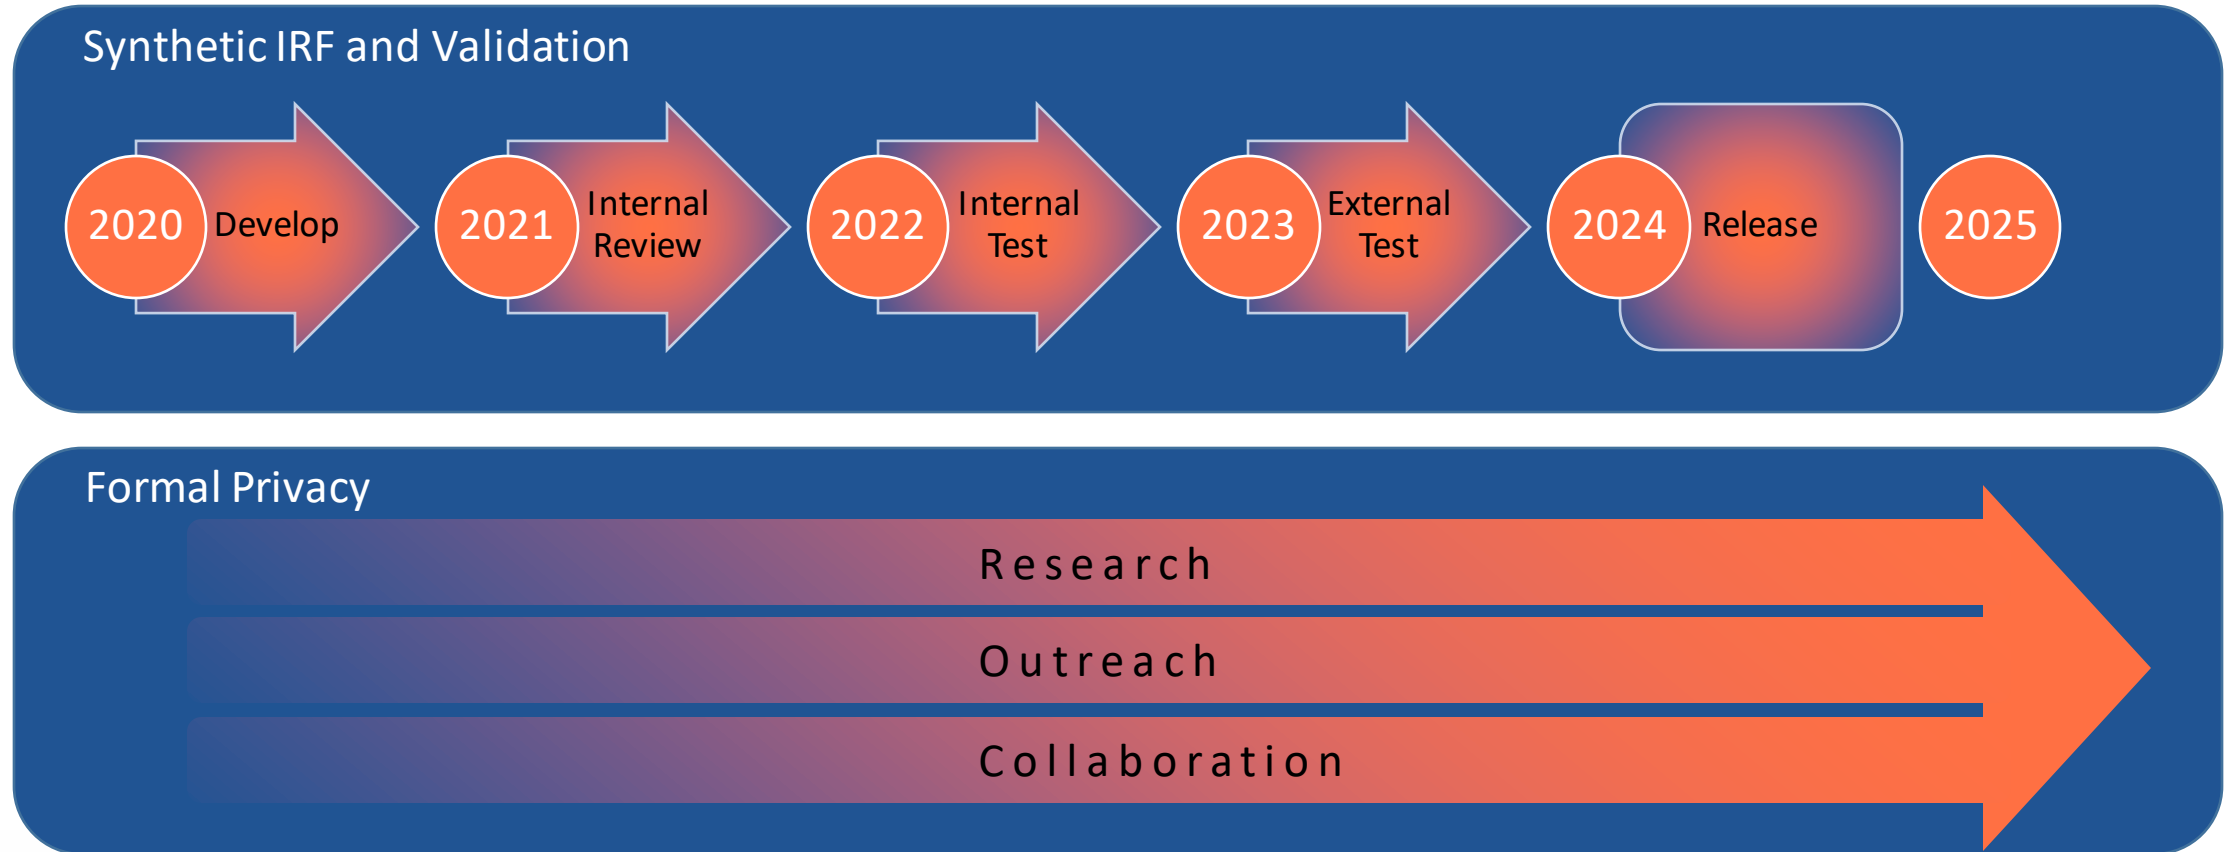 Synthetic IRF and Validation
2020
Develop
2021
Internal
Review
2022
Internal
Test
2023
External
Test
2024
Release
2025
Formal Privacy
Research
Outreach
Collaboration